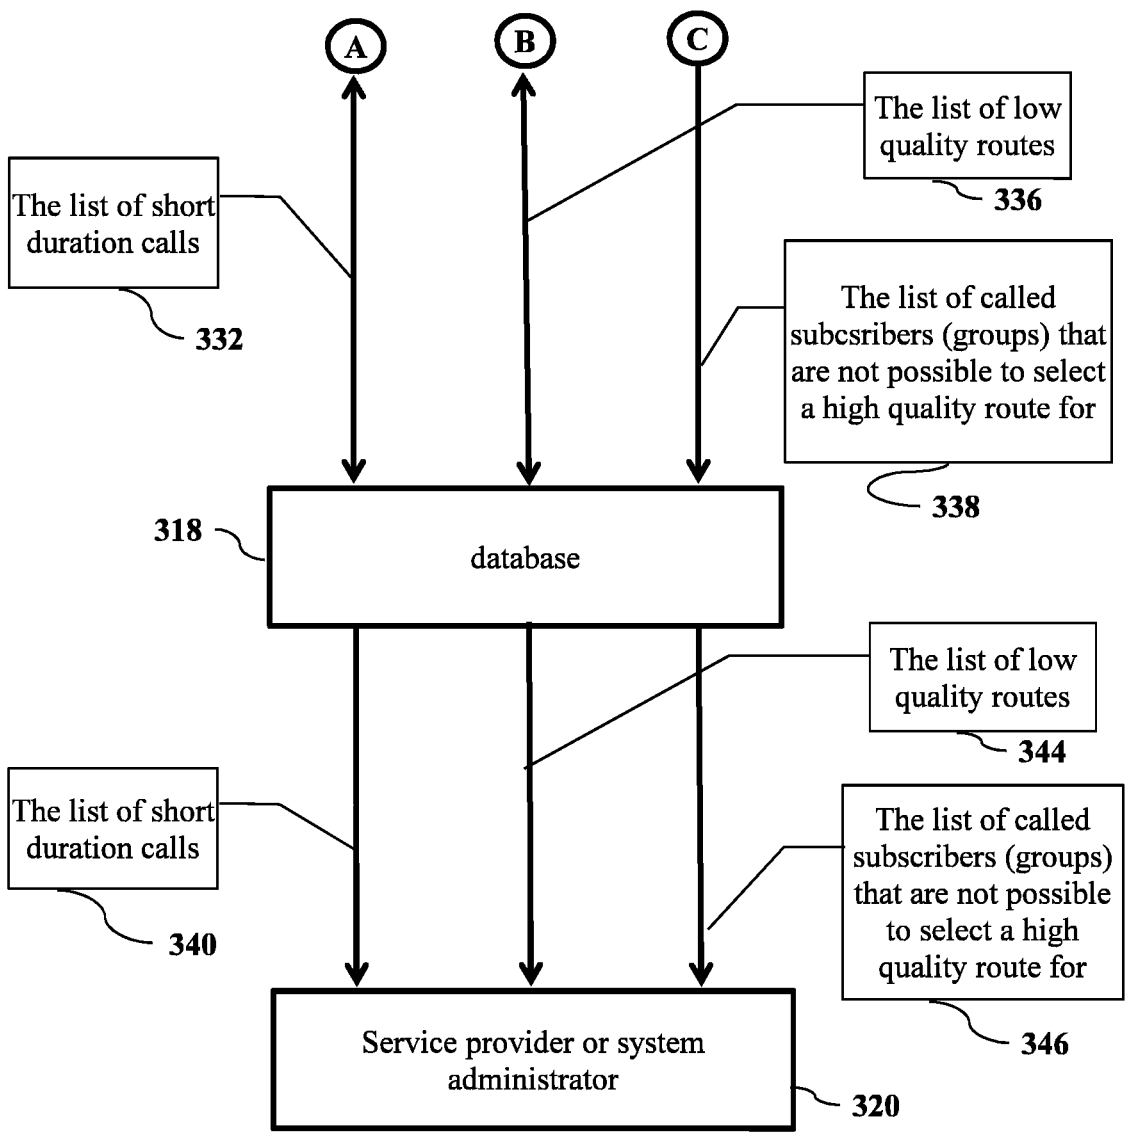 A
B
C
The list of low
quality routes
336
The list of short
duration calls
332
The list of called
subcsribers (groups) that
are not possible to select
a high quality route for
338
318
database
The list of low
quality routes
344
The list of short
duration calls
340
The list of called
subscribers (groups)
that are not possible
to select a high
quality route for
346
Service provider or system
administrator
320